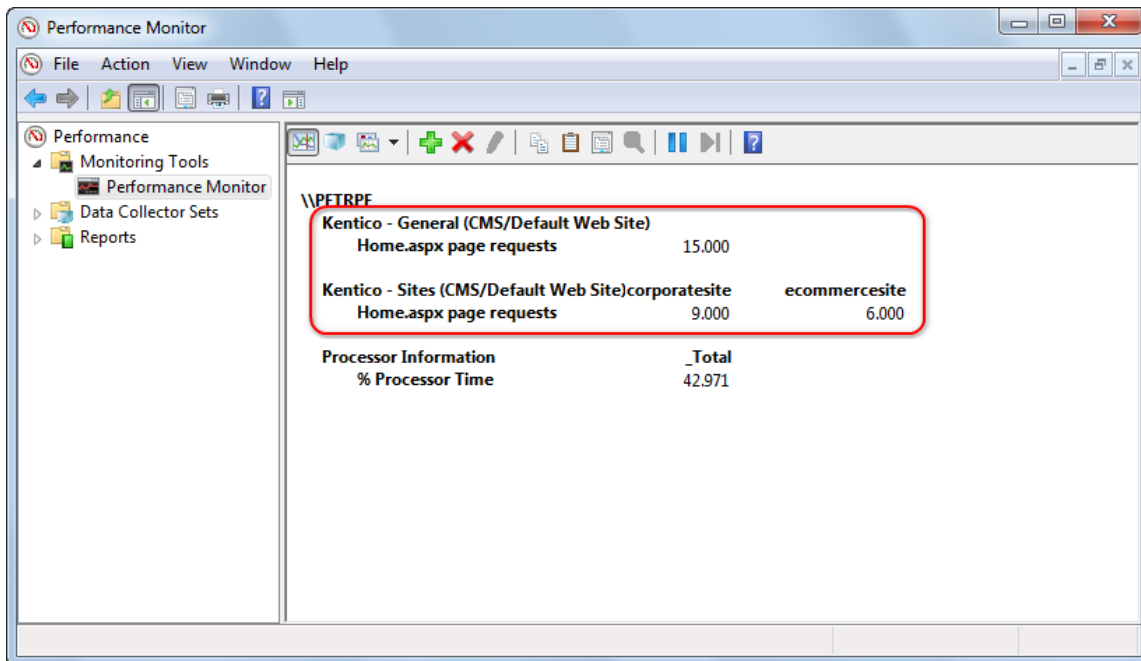 Performance Monitor
File Action View Window Help
Performance
Monitoring Tools
Performance Monitor
Data Collector Sets
Reports
\\PETRPF
Kentico - General (CMS/Default Web Site)
Home.aspx page requests 15.000
Kentico - Sites (CMS/Default Web Site)corporatesite ecommercesite
Home.aspx page requests 9.000 6.000
Processor Information _Total
% Processor Time 42.971